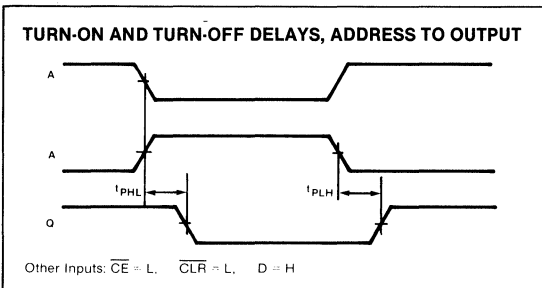 TURN-ON AND TURN-OFF DELAYS, ADDRESS TO OUTPUT
A
A
tPHL
tPLH
Q
Other Inputs: CE = L, CLR = L, D = H